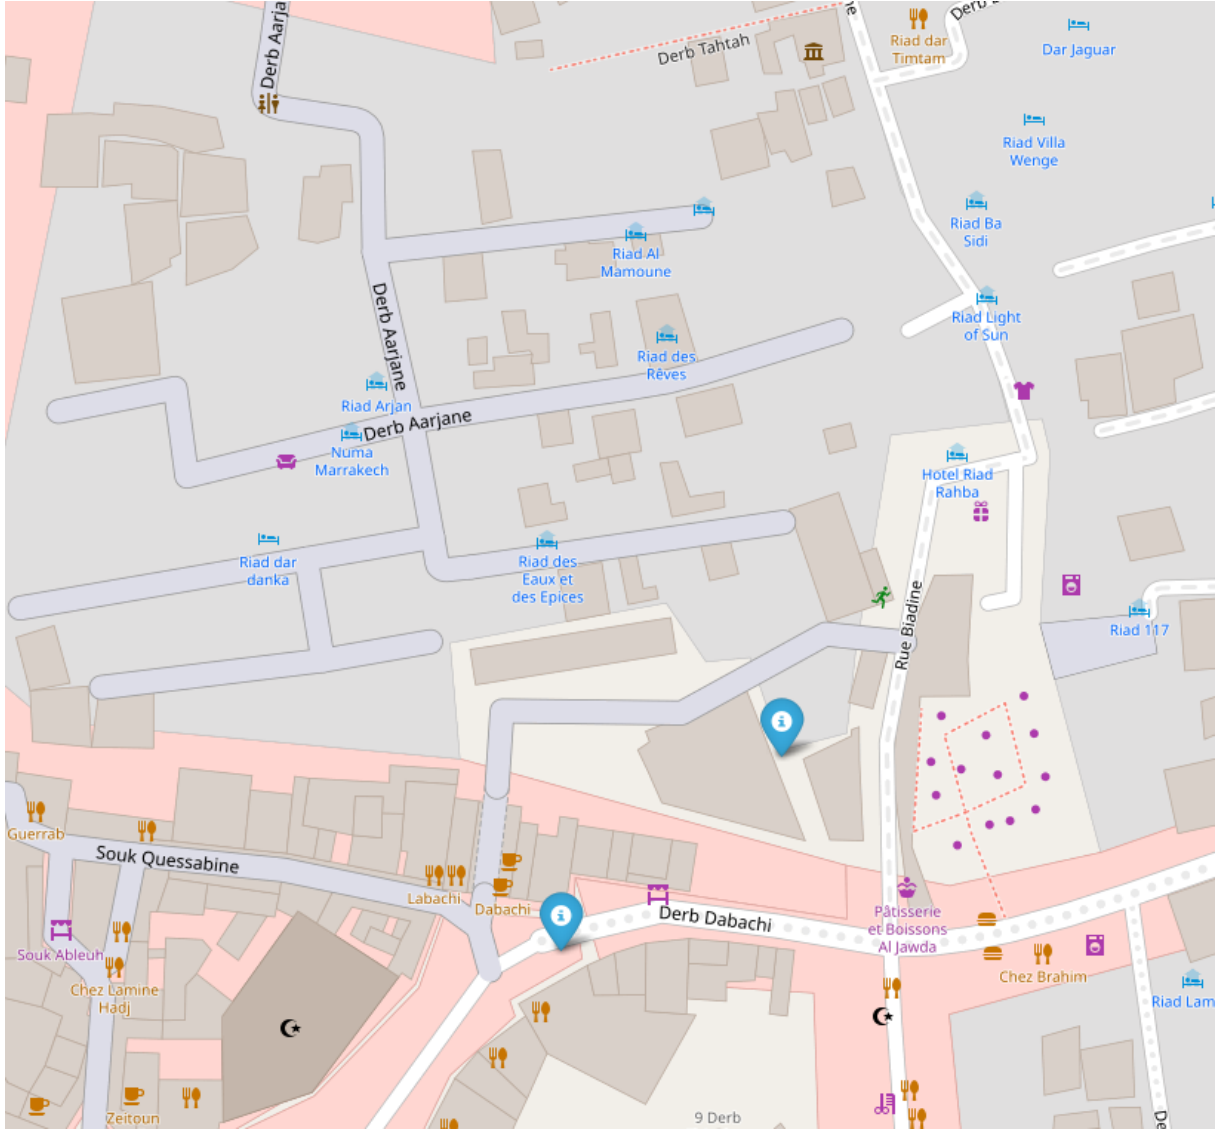 Derb Aarja
Derb Tahtah
ne
Derb
Riad dar
Timtam
Dar Jaguar
Riad Villa
Wenge
Riad Ba
Sidi
Riad Al
Mamoune
Derb Aarjane
Riad Light
of Sun
Riad des
Rêves
Riad Arjan
Derb Aarjane
Numa
Marrakech
Hotel Riad
Rahba
Riad dar
danka
Riad des
Eaux et
des Epices
Rue Biadine
Riad 117
Guerrab
Souk Quessabine
Labachi
Dabachi
Derb Dabachi
Pâtisserie
et Boissons
Al Jawda
Souk Ableuh
Chez Lamine
Hadj
Chez Brahim
Riad Lam
Zeitoun
9 Derb
De